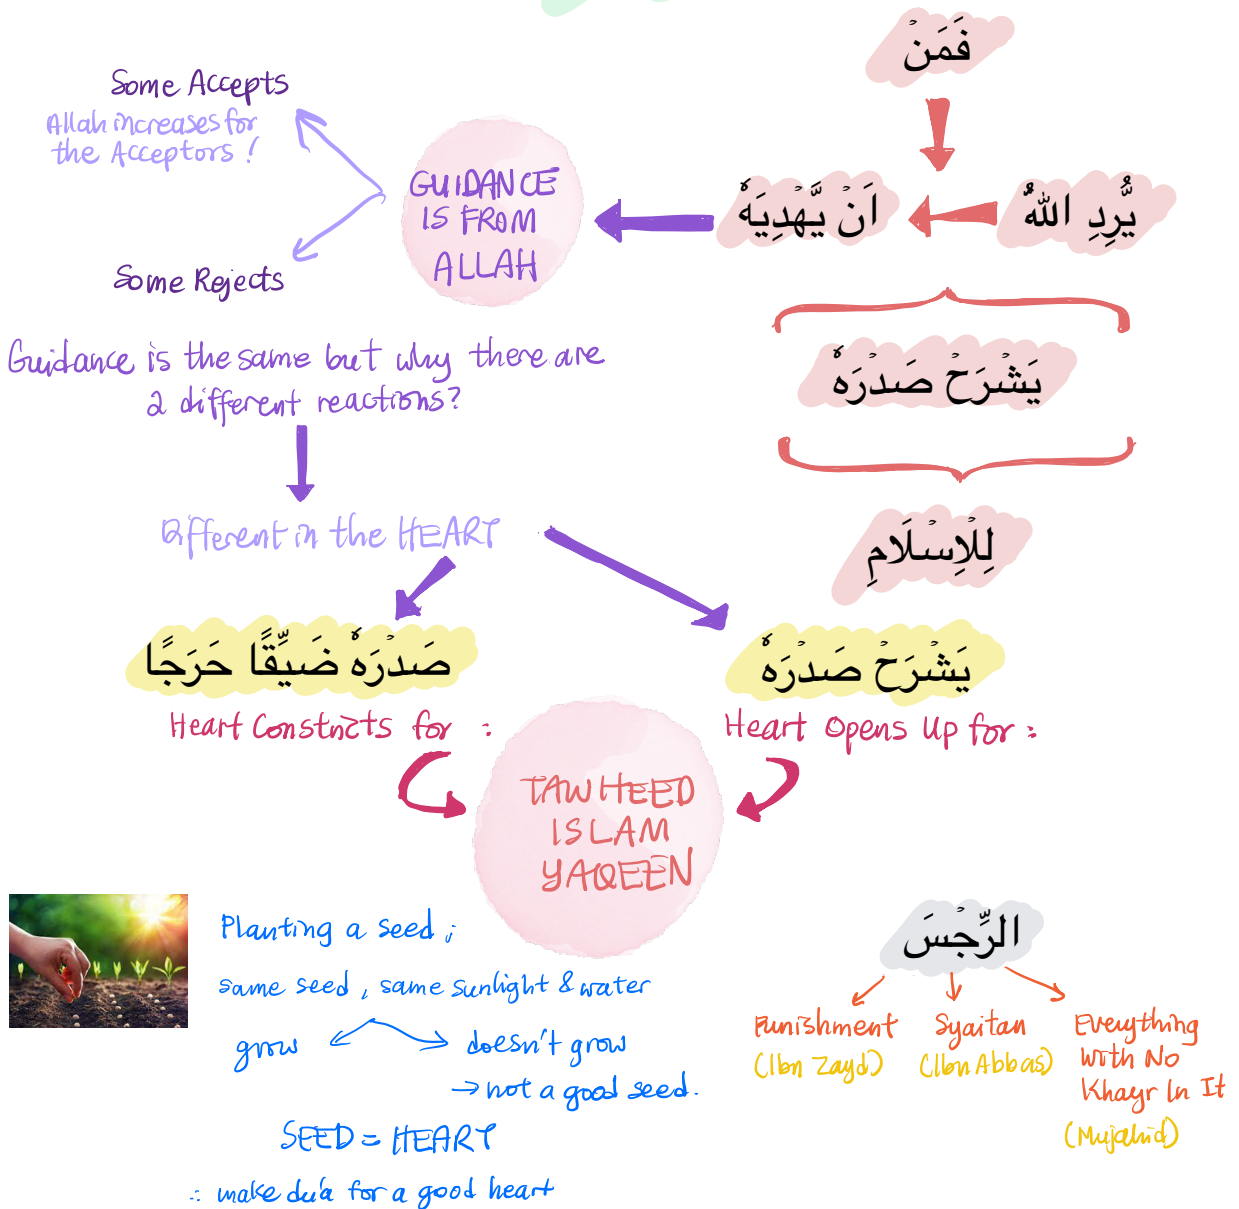 فَمَنۡ
يُّرِدِ اللّٰهُ
اَنۡ يَّهۡدِيَهٗ
يَشۡرَحۡ صَدۡرَهٗ
لِلۡاِسۡلَامِ
Some Accepts
Allah increases for
the Acceptors !
GUIDANCE
IS FROM
ALLAH
Some Rejects
Guidance is the same but why there are
2 different reactions?
Different in the HEART
صَدۡرَهٗ ضَيِّقًا حَرَجًا
Heart Constricts for :
يَشۡرَحۡ صَدۡرَهٗ
Heart Opens Up for :
TAWHEED
ISLAM
YAQEEN
Planting a seed ;
same seed , same sunlight & water
grow
doesn't grow
→ not a good seed.
SEED = HEART
∴ make du'a for a good heart
الرِّجۡسَ
Punishment
(Ibn Zayd)
Syaitan
(Ibn Abbas)
Everything
With No
Khayr In It
(Mujahid)